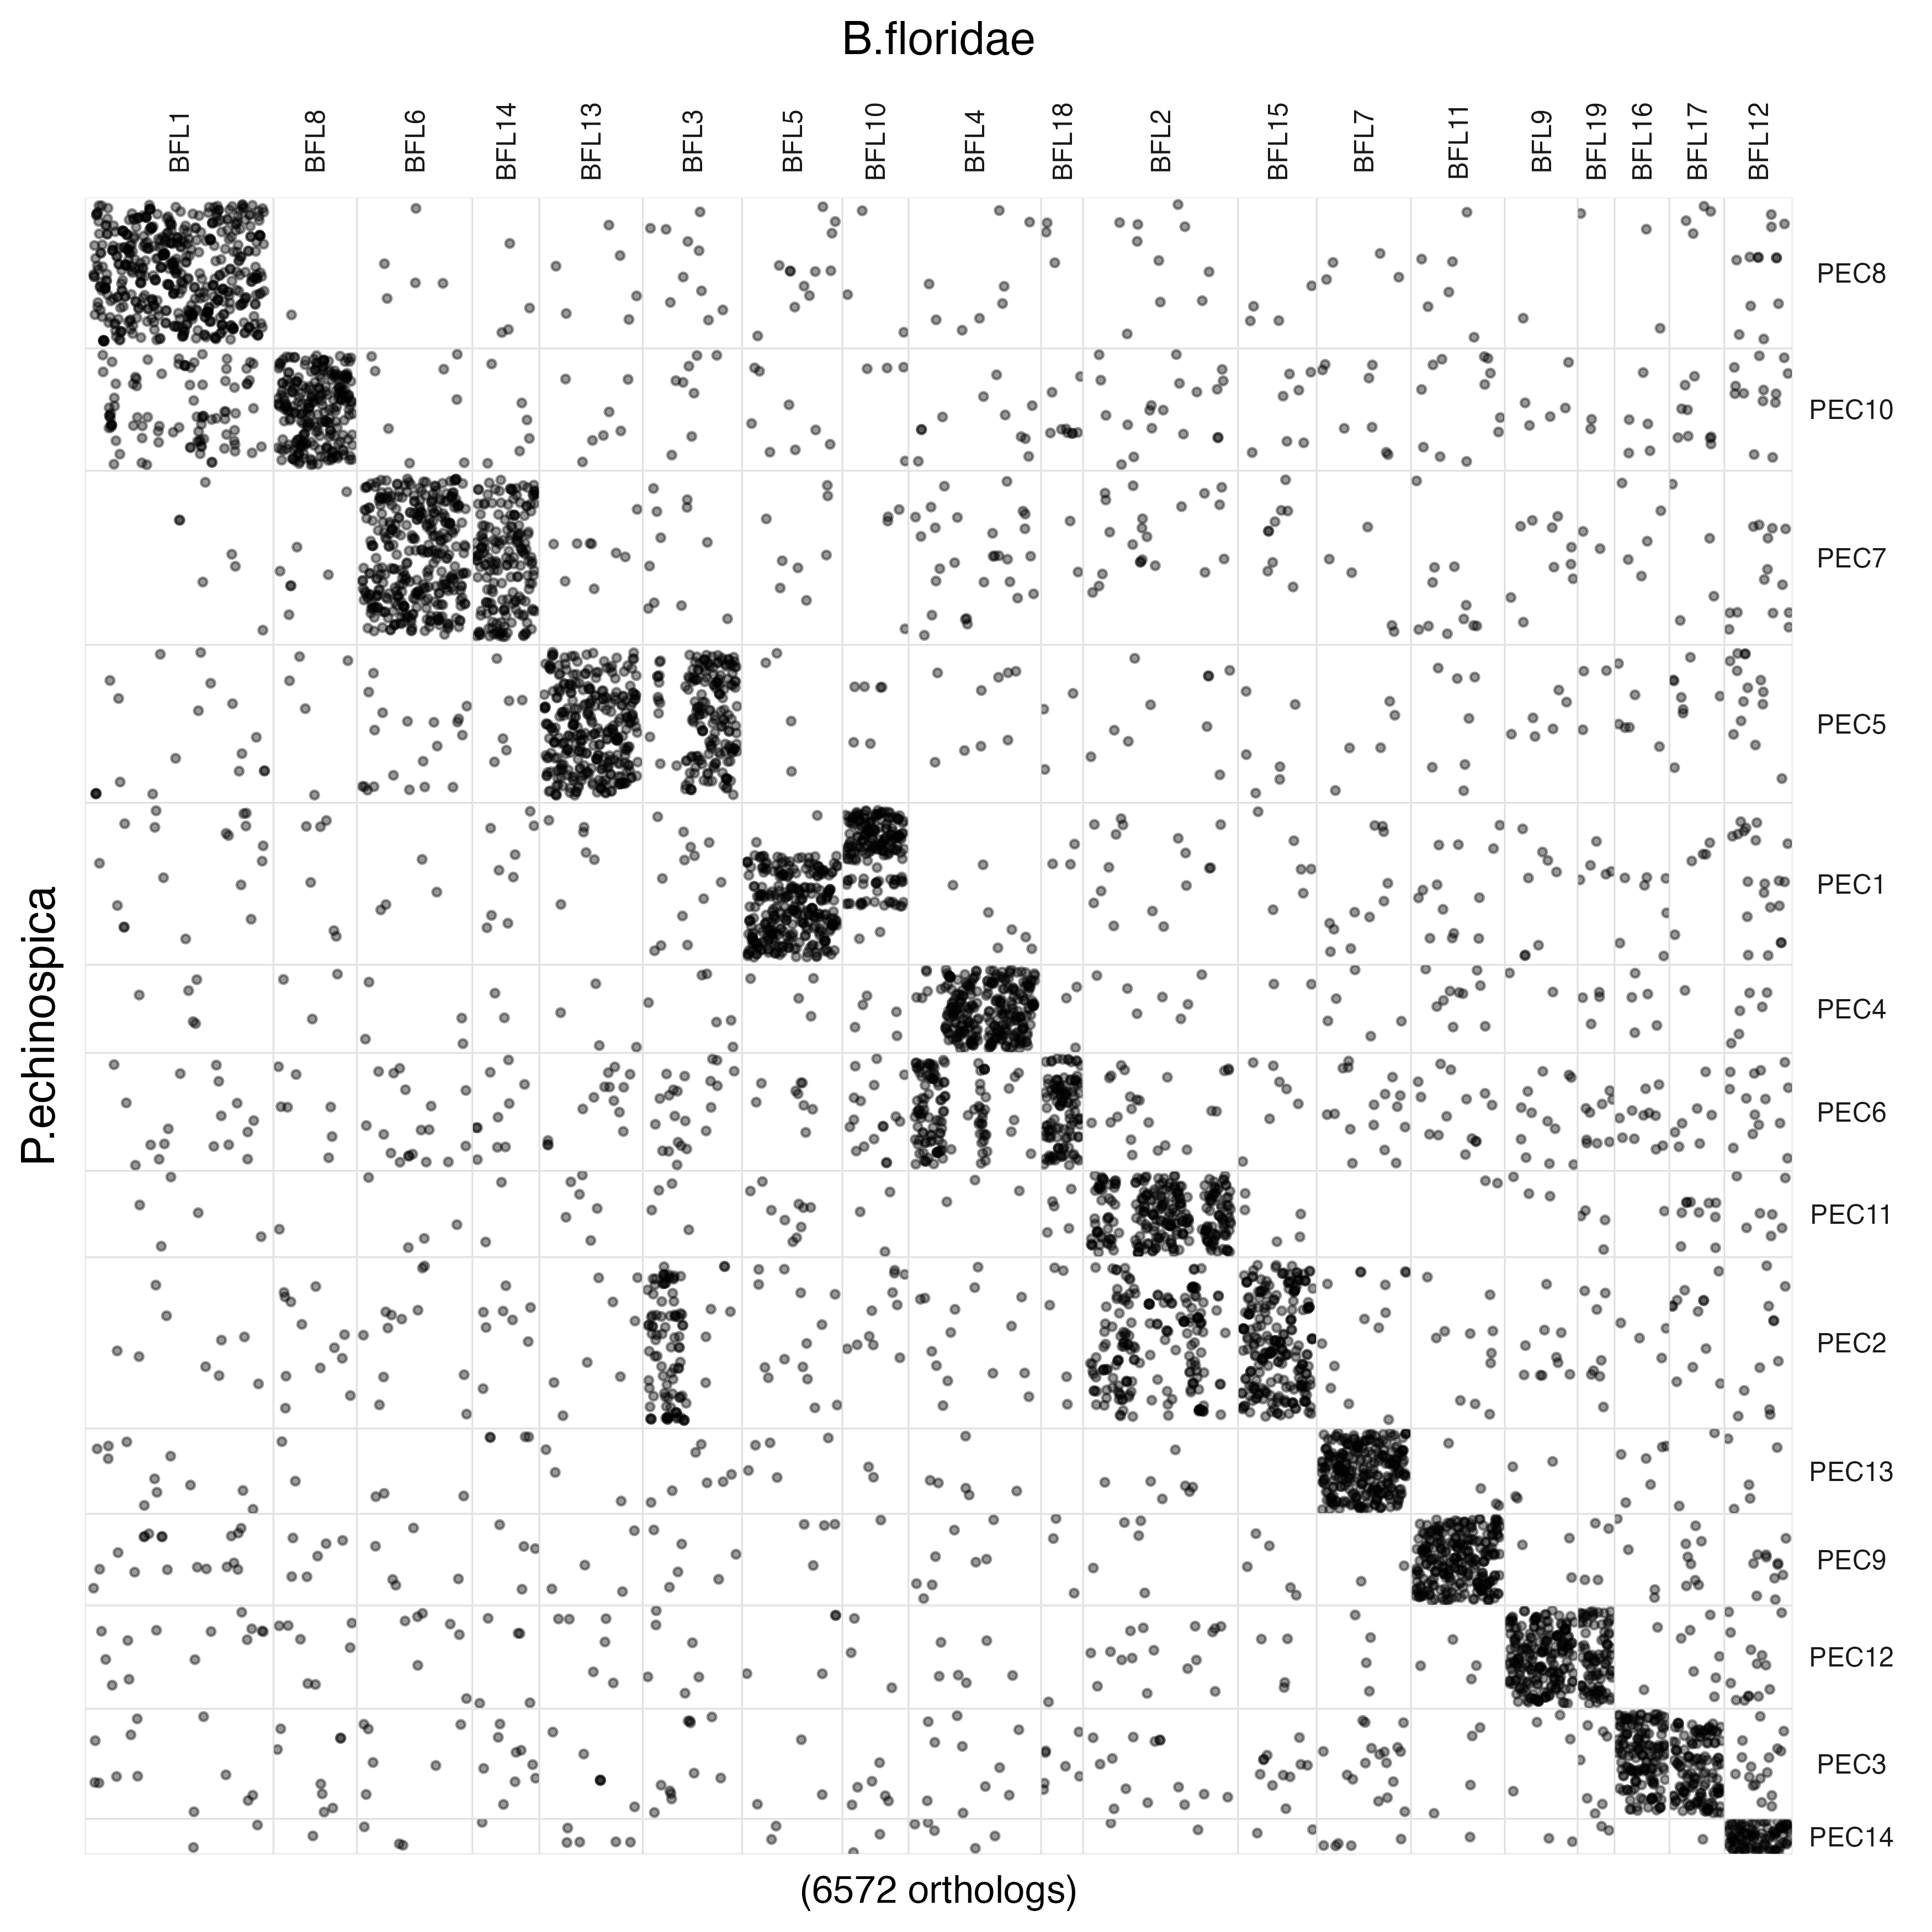 B.floridae
BFL1 BFL8 BFL6 BFL14 BFL13 BFL3 BFL5 BFL10 BFL4 BFL18 BFL2 BFL15 BFL7 BFL11 BFL9 BFL19 BFL16 BFL17 BFL12
P.echinospica
PEC8
PEC10
PEC7
PEC5
PEC1
PEC4
PEC6
PEC11
PEC2
PEC13
PEC9
PEC12
PEC3
PEC14
(6572 orthologs)